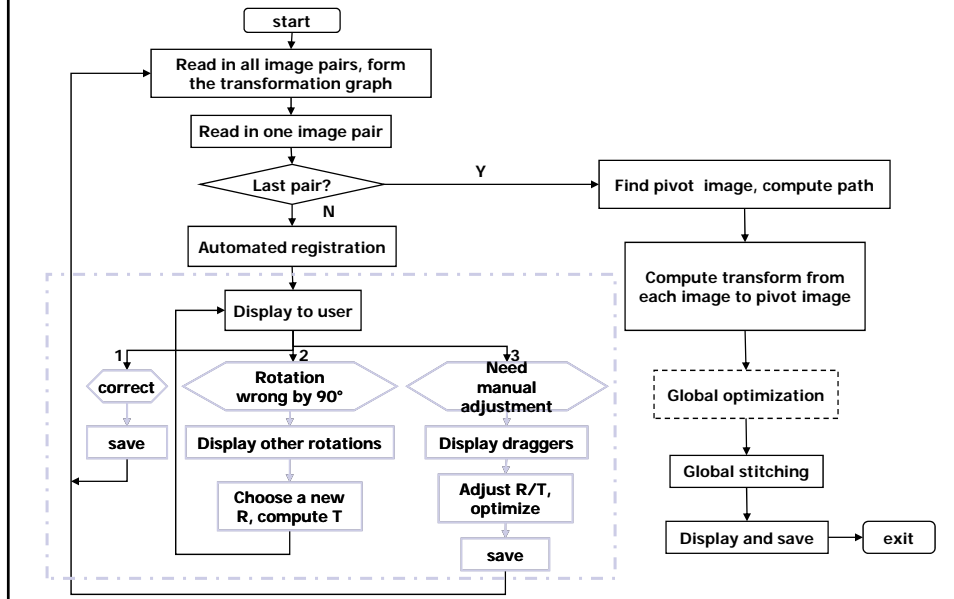 start
Read in all image pairs, form
the transformation graph
Read in one image pair
Last pair?
Y
N
Find pivot image, compute path
Automated registration
Compute transform from
each image to pivot image
Display to user
1
2
3
correct
Rotation
wrong by 90°
Need
manual
adjustment
Global optimization
save
Display other rotations
Display draggers
Global stitching
Choose a new
R, compute T
Adjust R/T,
optimize
Display and save
exit
save